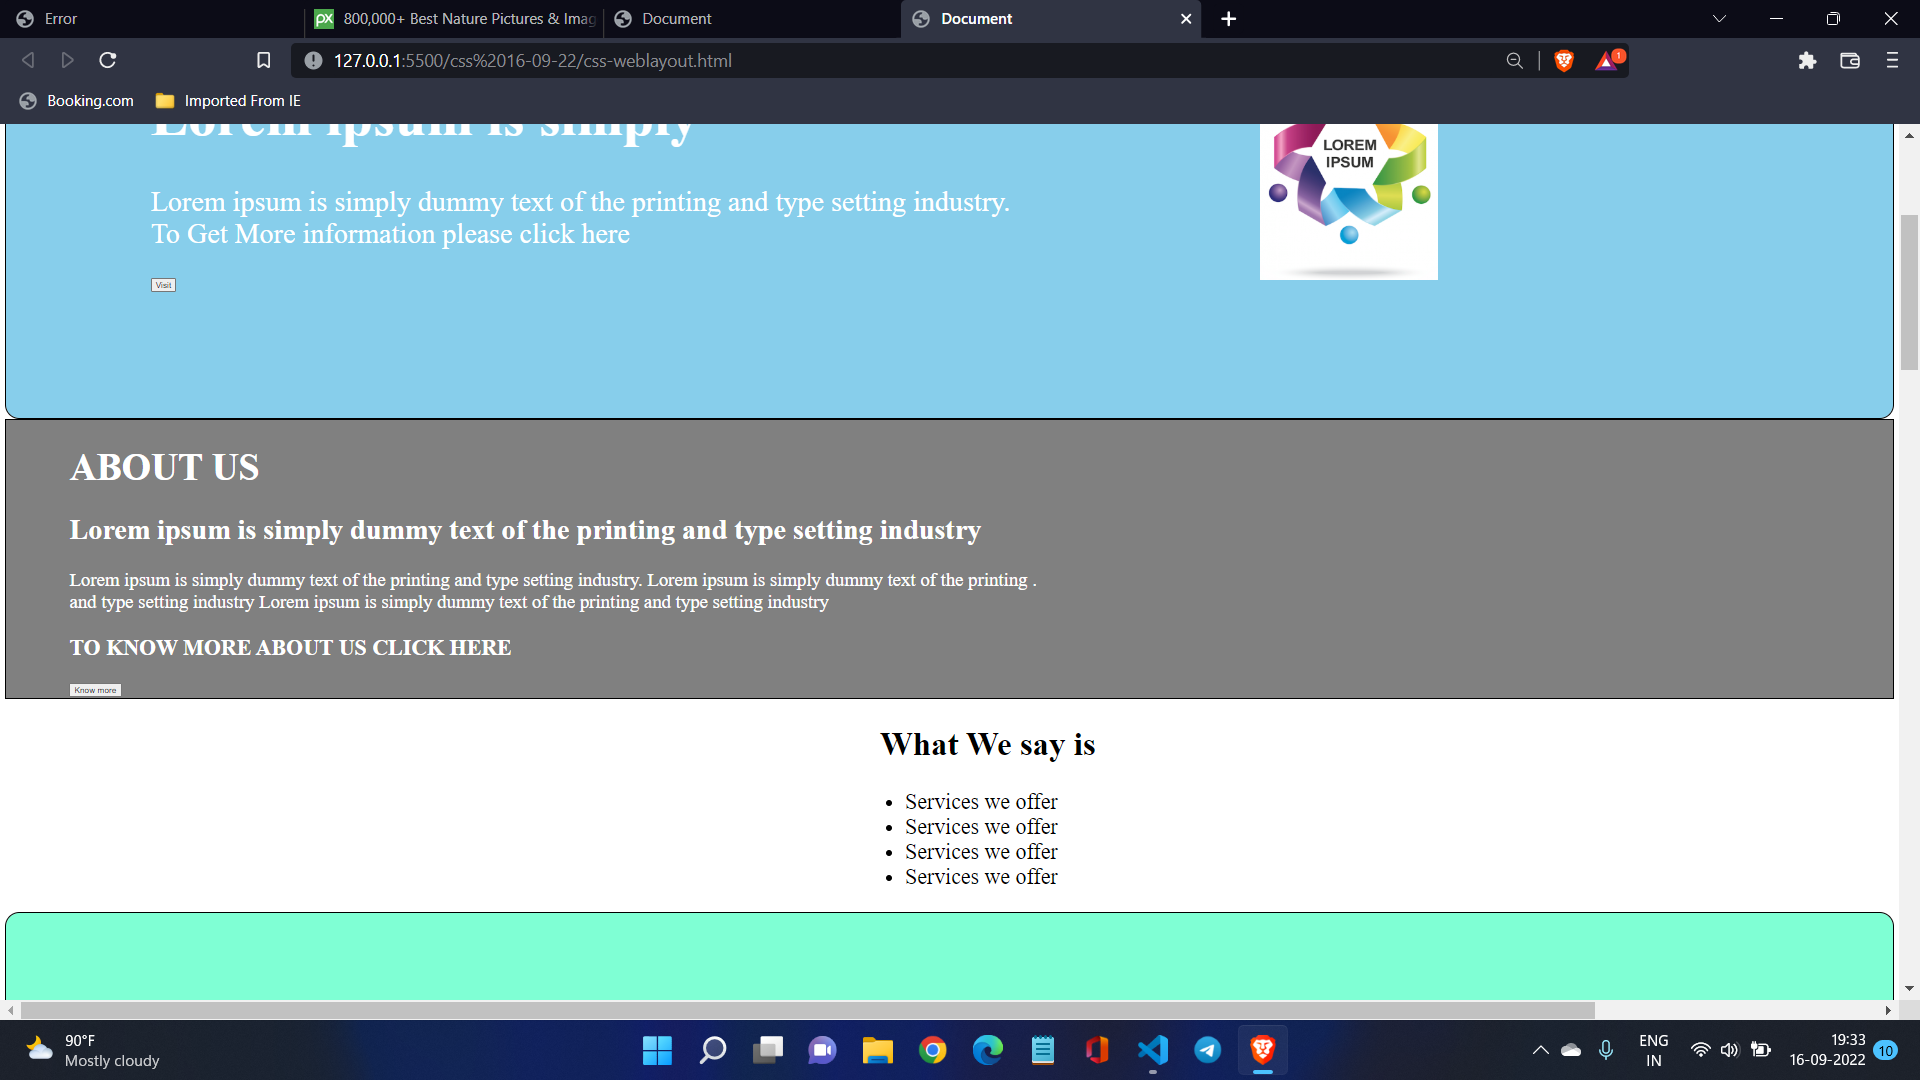 Error
800,000+ Best Nature Pictures & Imag
Document
Document
127.0.0.1:5500/css%2016-09-22/css-weblayout.html
1
Booking.com
Imported From IE
Lorem ipsum is simply
LOREM
IPSUM
Lorem ipsum is simply dummy text of the printing and type setting industry.
To Get More information please click here
Visit
ABOUT US
Lorem ipsum is simply dummy text of the printing and type setting industry
Lorem ipsum is simply dummy text of the printing and type setting industry. Lorem ipsum is simply dummy text of the printing .
and type setting industry Lorem ipsum is simply dummy text of the printing and type setting industry
TO KNOW MORE ABOUT US CLICK HERE
Know more
What We say is
• Services we offer
• Services we offer
• Services we offer
• Services we offer
90°F
Mostly cloudy
ENG
IN
19:33
16-09-2022
10